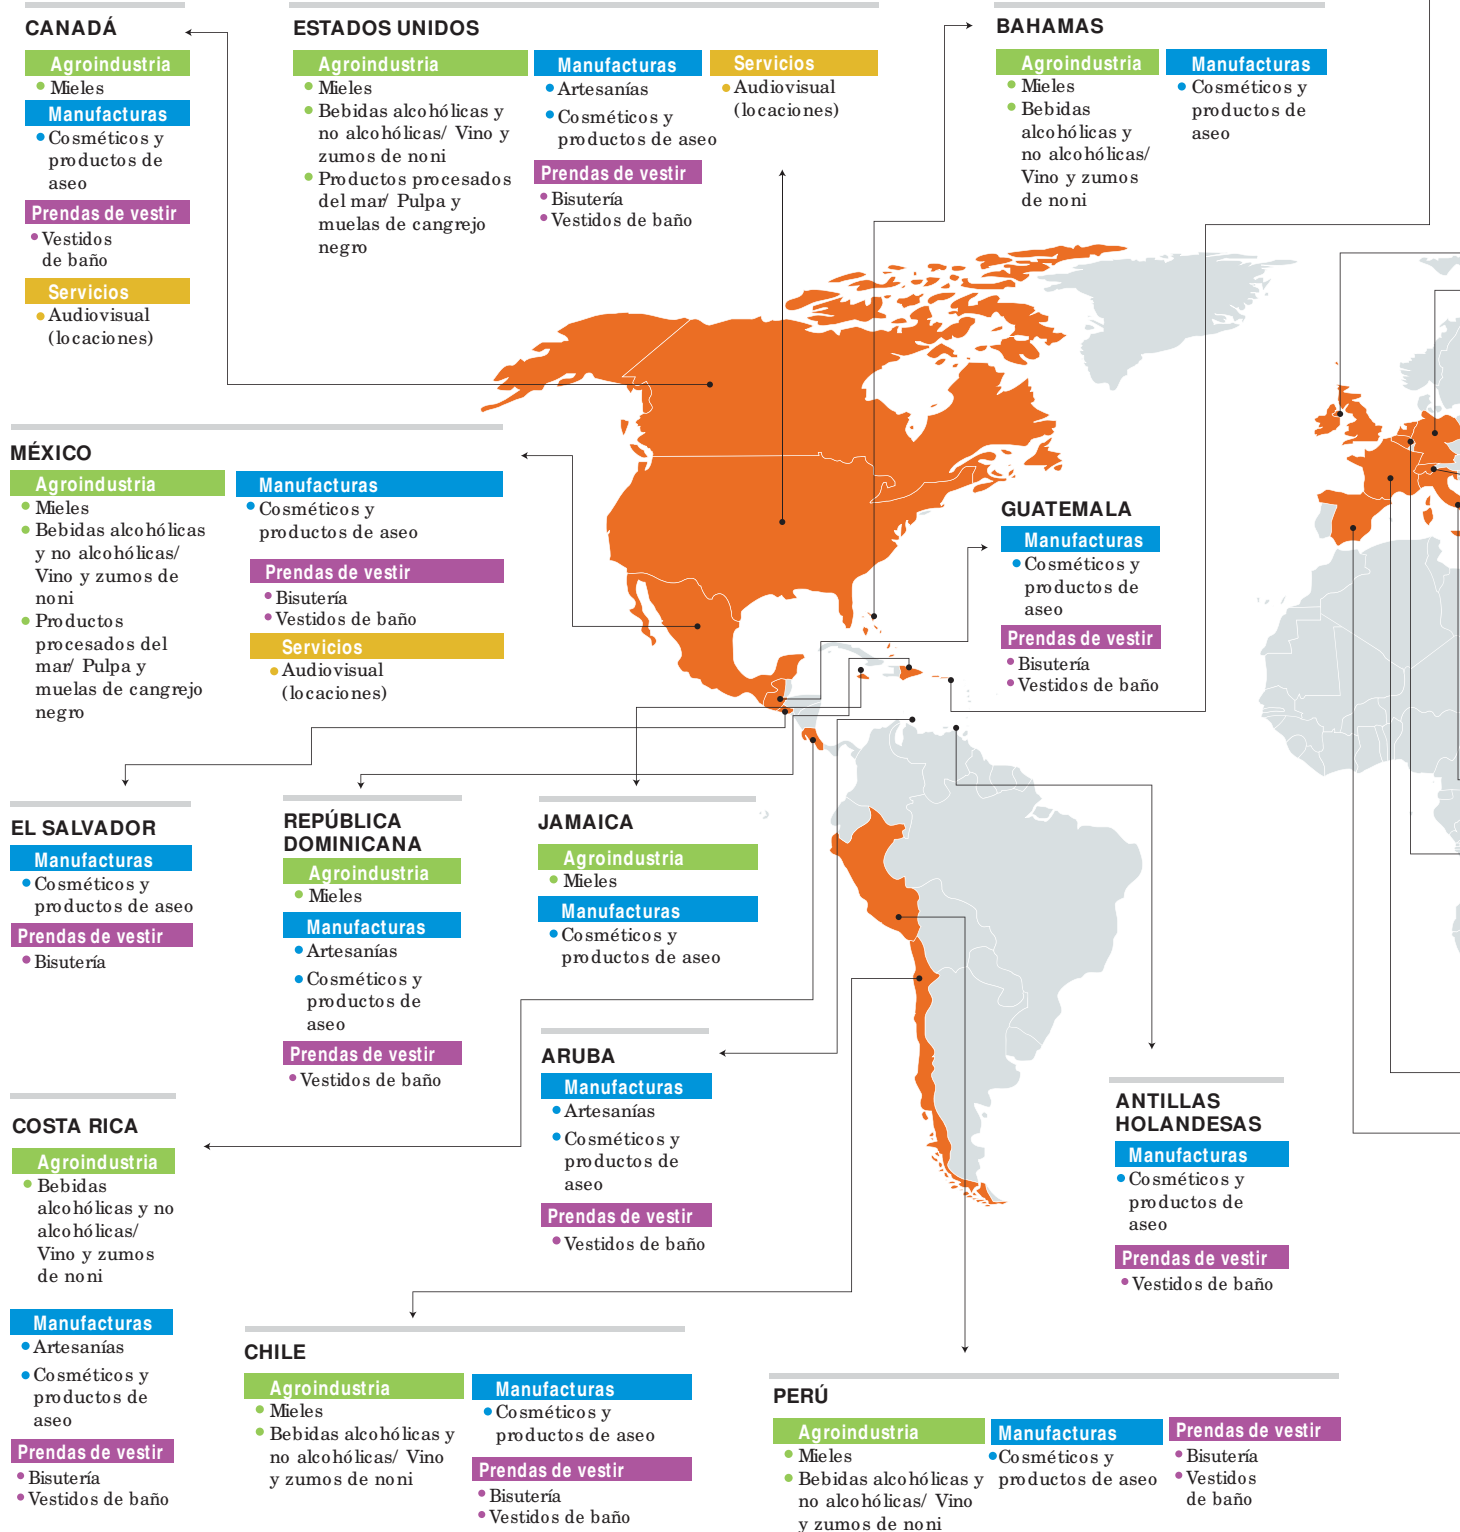 CANADÁ
Agroindustria
Mieles
Manufacturas
Cosméticos y
productos de
aseo
Prendas de vestir
Vestidos
de baño
Servicios
Audiovisual
(locaciones)
ESTADOS UNIDOS
Agroindustria
Mieles
Bebidas alcohólicas y
no alcohólicas/ Vino y
zumos de noni
Productos procesados
del mar/ Pulpa y
muelas de cangrejo
negro
Manufacturas
Artesanías
Cosméticos y
productos de aseo
Prendas de vestir
Bisutería
Vestidos de baño
Servicios
Audiovisual
(locaciones)
BAHAMAS
Agroindustria
Mieles
Bebidas
alcohólicas y
no alcohólicas/
Vino y zumos
de noni
Manufacturas
Cosméticos y
productos de
aseo
MÉXICO
Agroindustria
Mieles
Bebidas alcohólicas
y no alcohólicas/
Vino y zumos de
noni
Productos
procesados del
mar/ Pulpa y
muelas de cangrejo
negro
Manufacturas
Cosméticos y
productos de aseo
Prendas de vestir
Bisutería
Vestidos de baño
Servicios
Audiovisual
(locaciones)
GUATEMALA
Manufacturas
Cosméticos y
productos de
aseo
Prendas de vestir
Bisutería
Vestidos de baño
EL SALVADOR
Manufacturas
Cosméticos y
productos de aseo
Prendas de vestir
Bisutería
REPÚBLICA
DOMINICANA
Agroindustria
Mieles
Manufacturas
Artesanías
Cosméticos y
productos de
aseo
Prendas de vestir
Vestidos de baño
JAMAICA
Agroindustria
Mieles
Manufacturas
Cosméticos y
productos de aseo
ARUBA
Manufacturas
Artesanías
Cosméticos y
productos de
aseo
Prendas de vestir
Vestidos de baño
ANTILLAS
HOLANDESAS
Manufacturas
Cosméticos y
productos de
aseo
Prendas de vestir
Vestidos de baño
COSTA RICA
Agroindustria
Bebidas
alcohólicas y no
alcohólicas/
Vino y zumos
de noni
Manufacturas
Artesanías
Cosméticos y
productos de
aseo
Prendas de vestir
Bisutería
Vestidos de baño
CHILE
Agroindustria
Mieles
Bebidas alcohólicas y
no alcohólicas/ Vino
y zumos de noni
Manufacturas
Cosméticos y
productos de aseo
Prendas de vestir
Bisutería
Vestidos de baño
PERÚ
Agroindustria
Mieles
Bebidas alcohólicas y
no alcohólicas/ Vino
y zumos de noni
Manufacturas
Cosméticos y
productos de aseo
Prendas de vestir
Bisutería
Vestidos
de baño